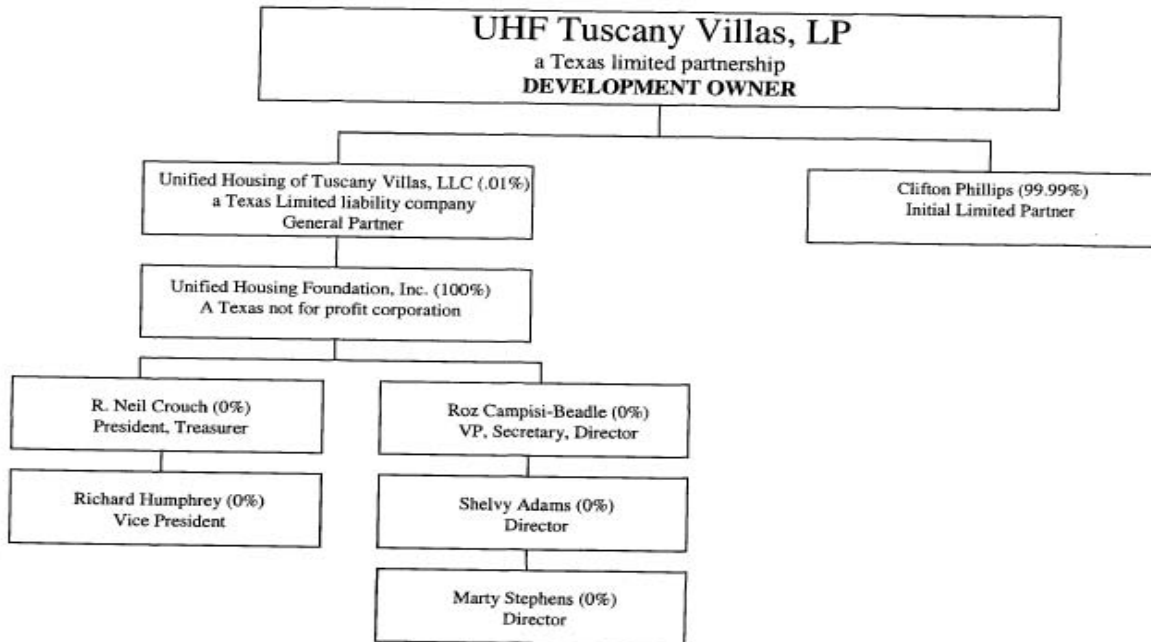 UHF Tuscany Villas, LP
a Texas limited partnership
DEVELOPMENT OWNER
Unified Housing of Tuscany Villas, LLC (.01%)
a Texas Limited liability company
General Partner
Clifton Phillips (99.99%)
Initial Limited Partner
Unified Housing Foundation, Inc. (100%)
A Texas not for profit corporation
R. Neil Crouch (0%)
President, Treasurer
Roz Campisi-Beadle (0%)
VP, Secretary, Director
Richard Humphrey (0%)
Vice President
Shelvy Adams (0%)
Director
Marty Stephens (0%)
Director